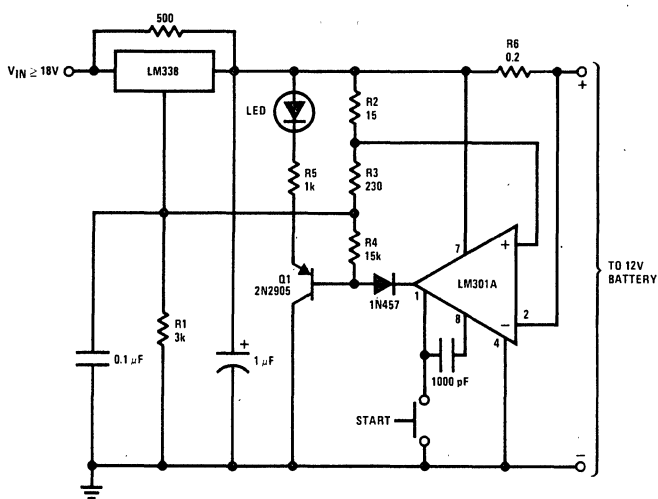 500
R6
0.2
VIN ≥ 18V
LM338
+
LED
R2
15
R5
1k
R3
230
7
+
R4
15k
LM301A
TO 12V
BATTERY
Q1
2N2905
1N457
1
8
2
−
4
R1
3k
+
0.1 μF
1 μF
1000 pF
START
−